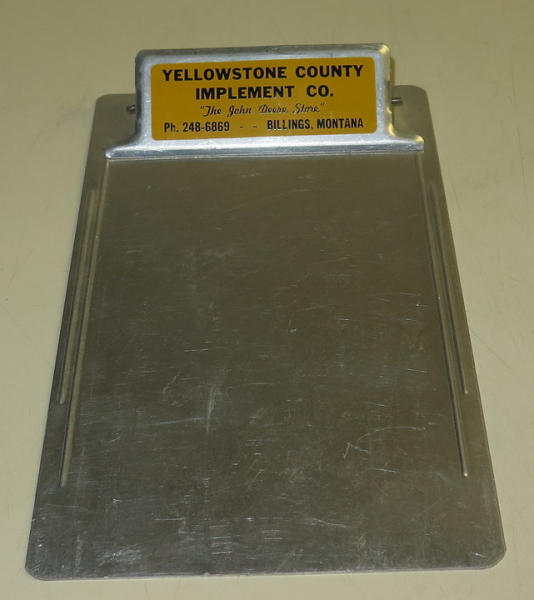 YELLOWSTONE COUNTY
IMPLEMENT CO.
"The John Deere Store"
Ph. 248-6869 - - BILLINGS, MONTANA